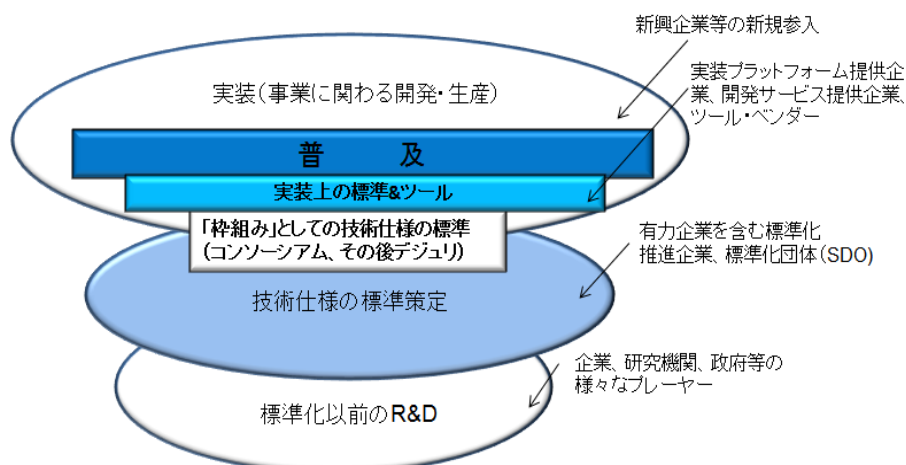 新興企業等の新規参入
実装プラットフォーム提供企
業、開発サービス提供企業、
ツール・ベンダー
実装（事業に関わる開発・生産）
普　　及
実装上の標準&ツール
「枠組み」としての技術仕様の標準
（コンソーシアム、その後デジュリ）
有力企業を含む標準化
推進企業、標準化団体（SDO）
技術仕様の標準策定
企業、研究機関、政府等の
様々なプレーヤー
標準化以前のR&D